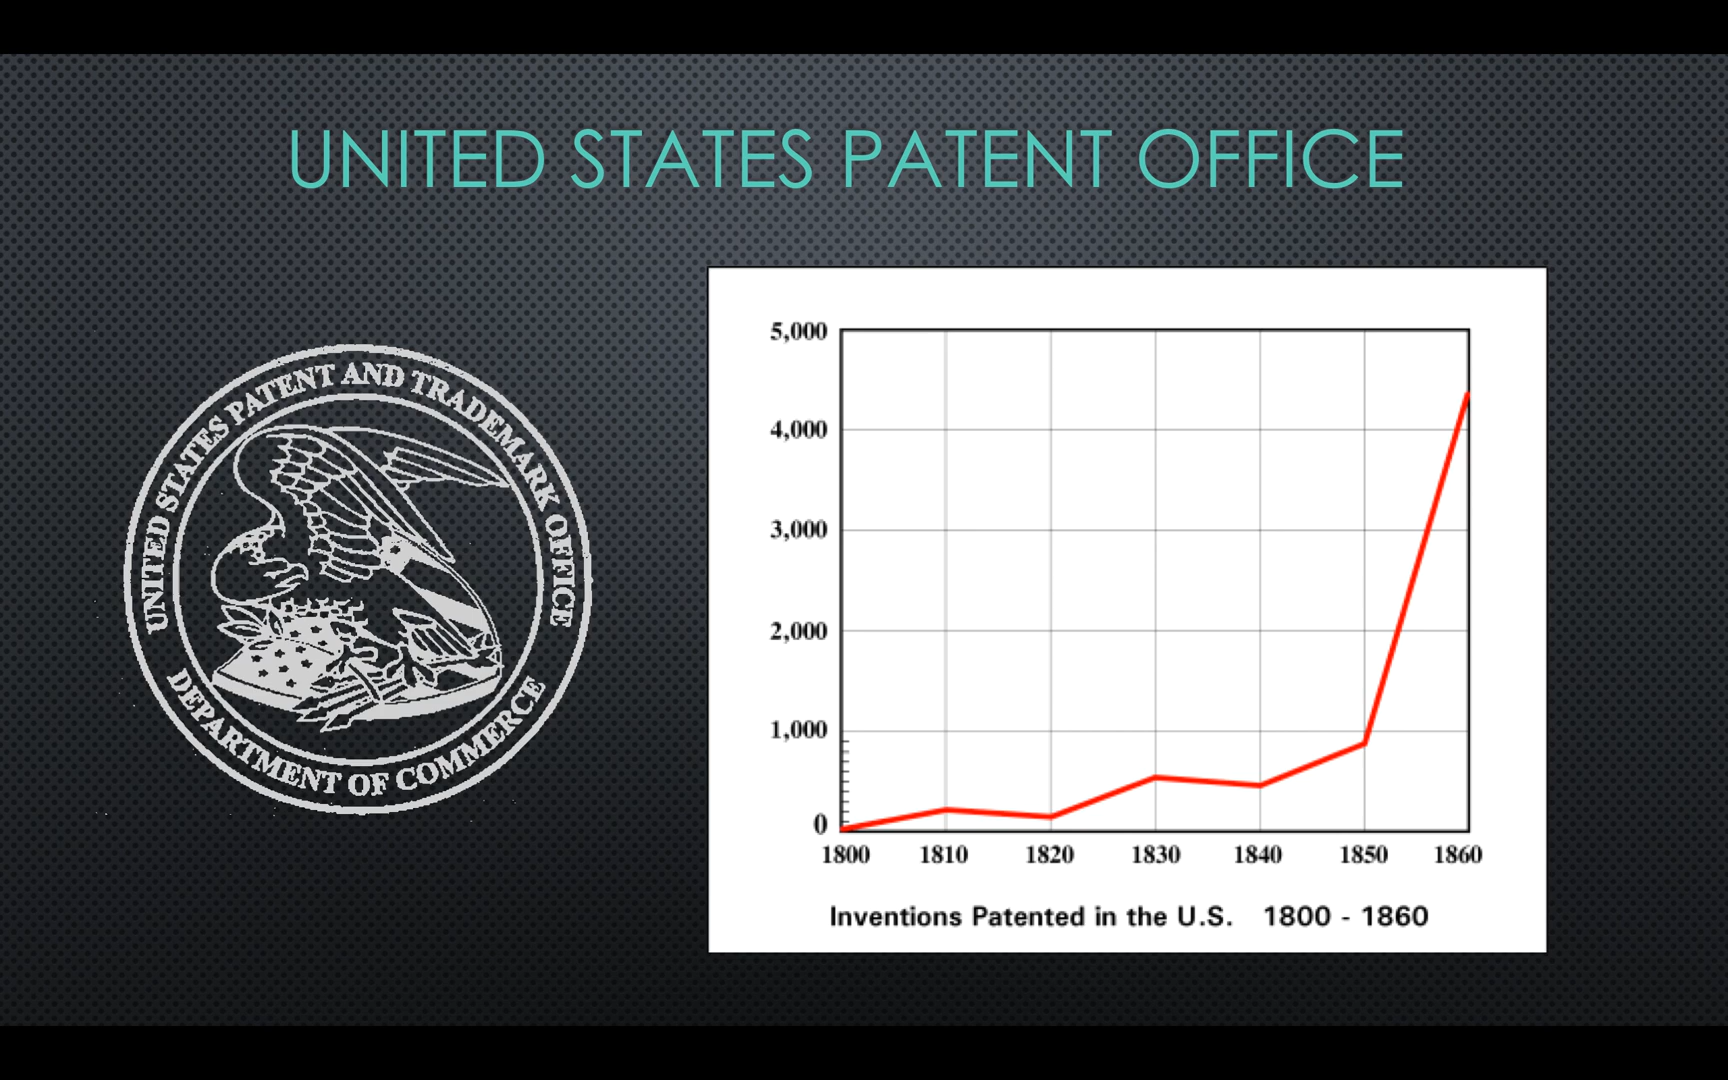 UNITED STATES PATENT OFFICE
UNITED STATES PATENT AND TRADEMARK OFFICE
DEPARTMENT OF COMMERCE
5,000
4,000
3,000
2,000
1,000
0
1800 1810 1820 1830 1840 1850 1860
Inventions Patented in the U.S. 1800 - 1860